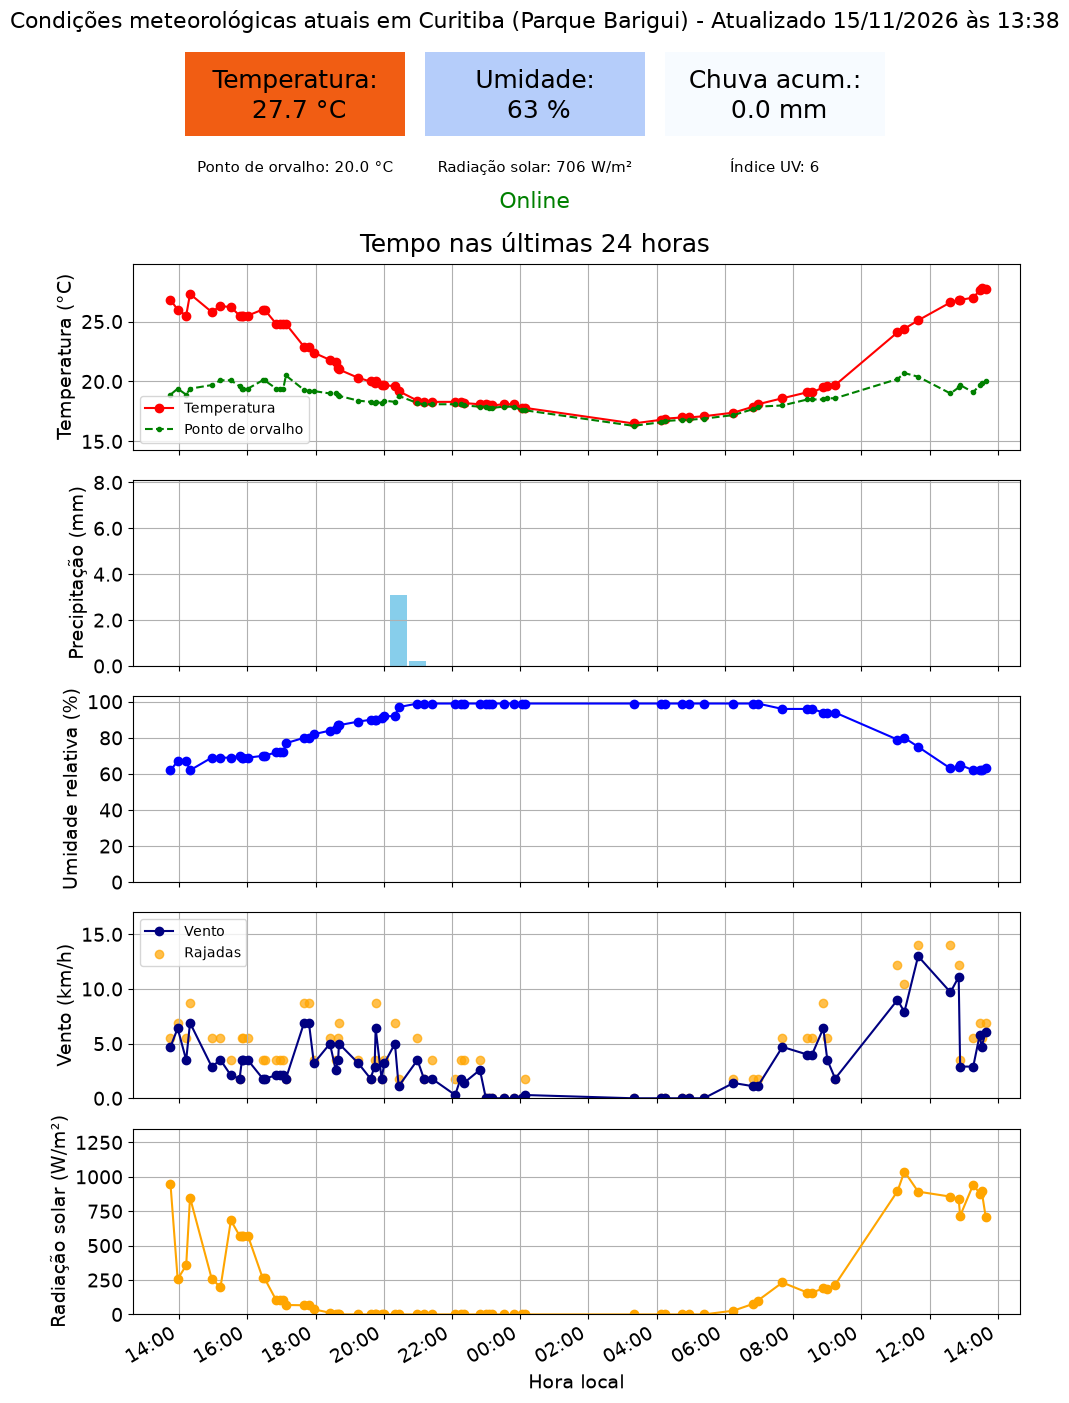 Condições meteorológicas atuais em Curitiba (Parque Barigui) - Atualizado 15/11/2026 às 13:38
Temperatura:
27.7 °C
Umidade:
63 %
Chuva acum.:
0.0 mm
Ponto de orvalho: 20.0 °C
Radiação solar: 706 W/m²
Índice UV: 6
Online
Tempo nas últimas 24 horas
Temperatura (°C)
25.0
20.0
15.0
Temperatura
Ponto de orvalho
Precipitação (mm)
8.0
6.0
4.0
2.0
0.0
Umidade relativa (%)
100
80
60
40
20
0
Vento (km/h)
15.0
10.0
5.0
0.0
Vento
Rajadas
Radiação solar (W/m²)
1250
1000
750
500
250
0
14:00 16:00 18:00 20:00 22:00 00:00 02:00 04:00 06:00 08:00 10:00 12:00 14:00
Hora local